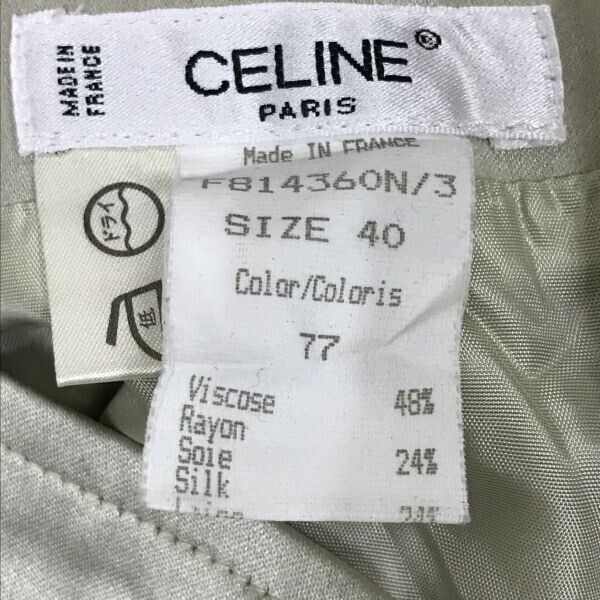 MADE IN
FRANCE
CELINE®
PARIS
Made IN FRANCE
F814360N/3
SIZE 40
Color/Coloris
77
Viscose 48%
Rayon
Soie 24%
Silk
ドライ
低